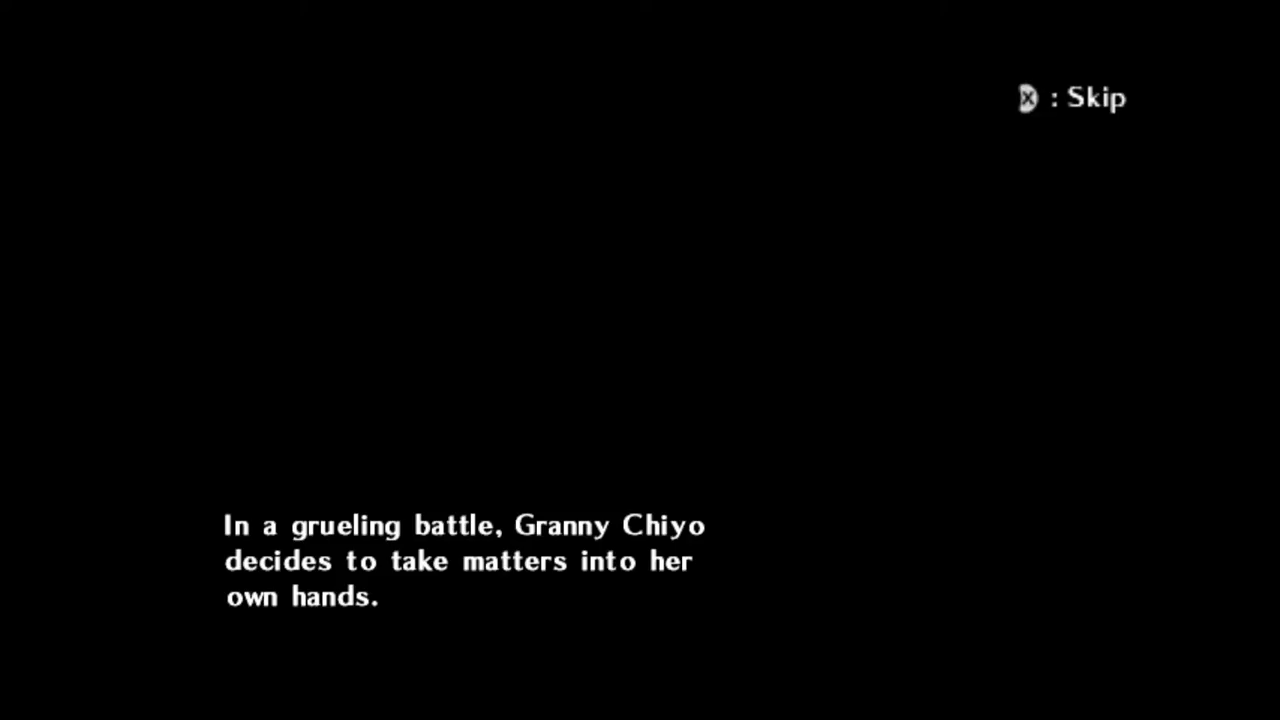 X : Skip
In a grueling battle, Granny Chiyo
decides to take matters into her
own hands.